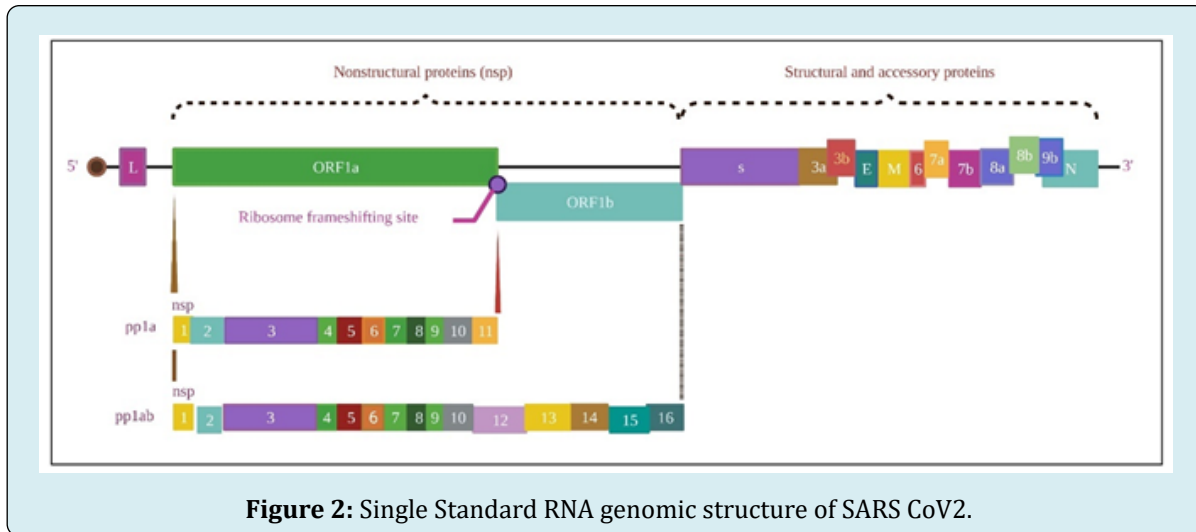 Nonstructural proteins (nsp) Structural and accessory proteins
5' L ORF1a s 3a 3b E M 6 7a 7b 8a 8b 9b N 3'
ORF1b
Ribosome frameshifting site
nsp
pp1a 1 2 3 4 5 6 7 8 9 10 11
nsp
pp1ab 1 2 3 4 5 6 7 8 9 10 12 13 14 15 16
Figure 2: Single Standard RNA genomic structure of SARS CoV2.